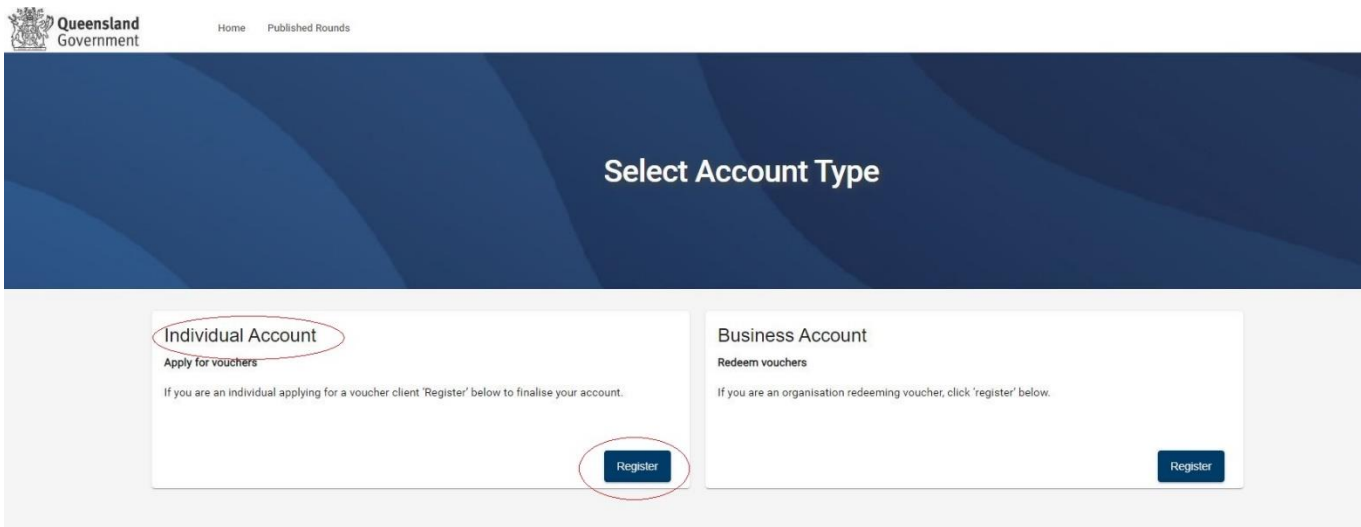 Queensland
Government
Home Published Rounds
Select Account Type
Individual Account
Apply for vouchers
If you are an individual applying for a voucher client 'Register' below to finalise your account.
Register
Business Account
Redeem vouchers
If you are an organisation redeeming voucher, click 'register' below.
Register